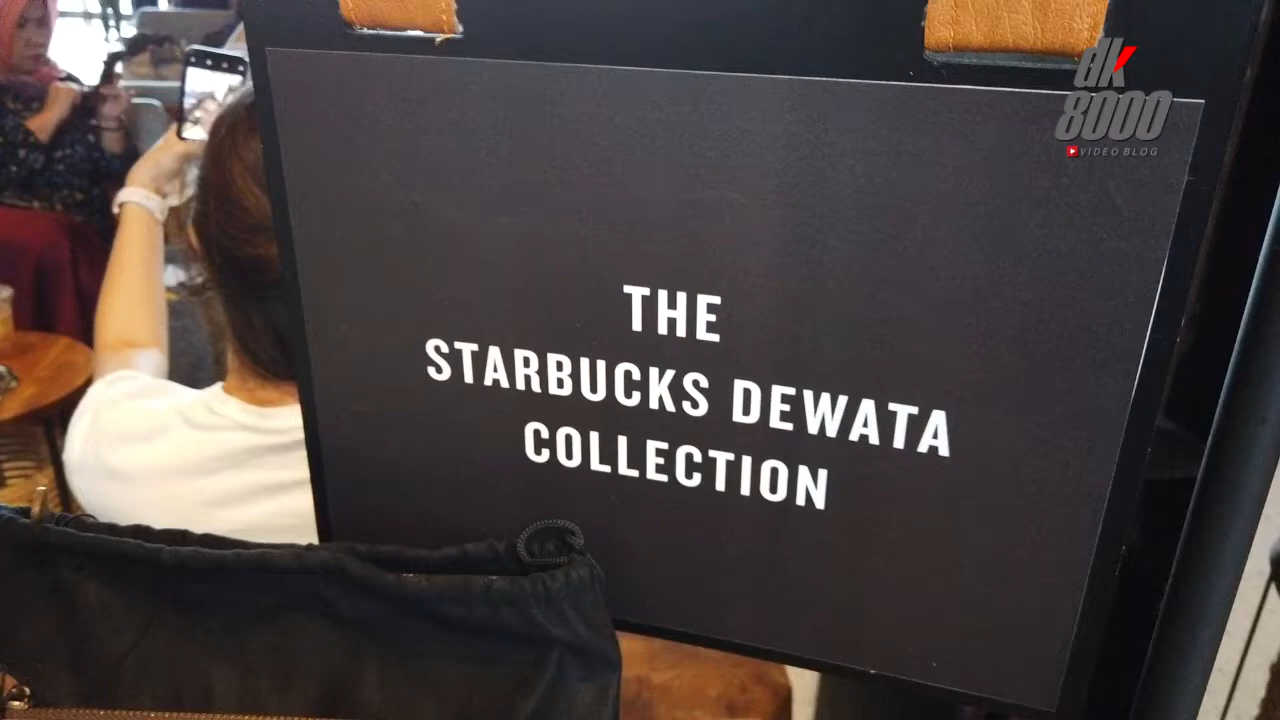 dk
8000
VIDEO BLOG
THE
STARBUCKS DEWATA
COLLECTION